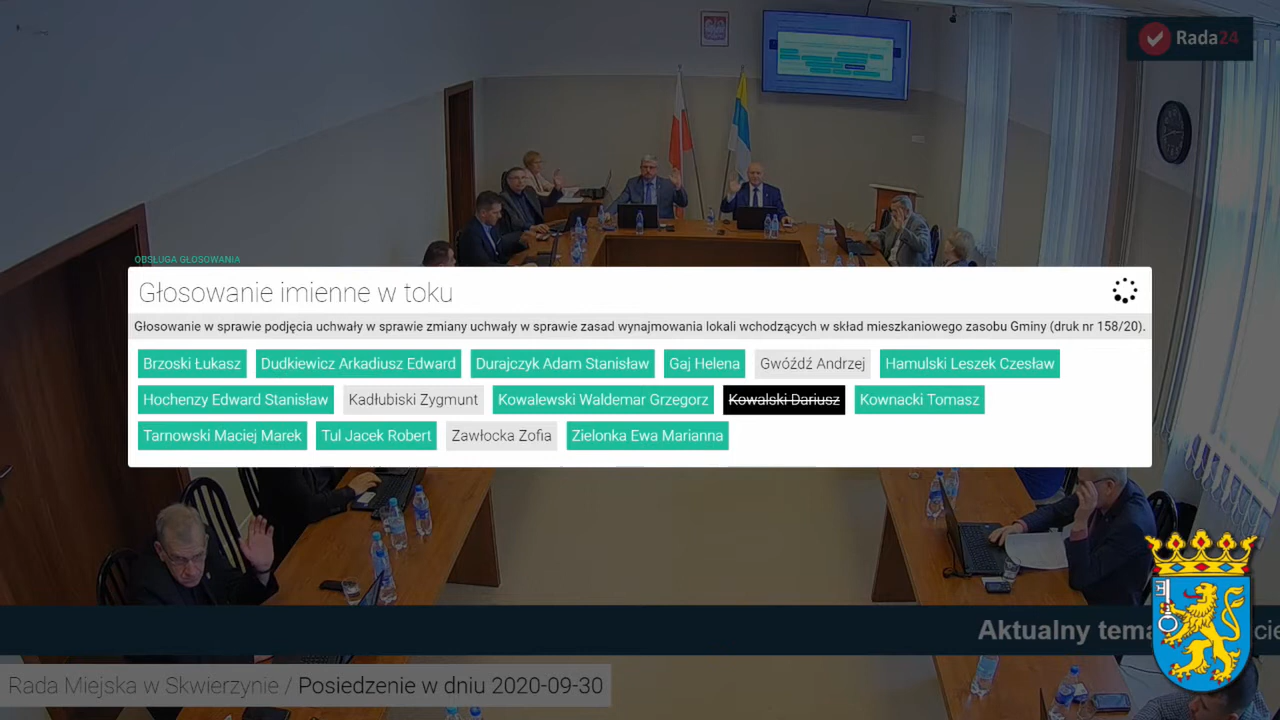 Rada24
OBSŁUGA GŁOSOWANIA
Głosowanie imienne w toku
Głosowanie w sprawie podjęcia uchwały w sprawie zmiany uchwały w sprawie zasad wynajmowania lokali wchodzących w skład mieszkaniowego zasobu Gminy (druk nr 158/20).
Brzoski Łukasz Dudkiewicz Arkadiusz Edward Durajczyk Adam Stanisław Gaj Helena Gwóźdź Andrzej Hamulski Leszek Czesław
Hochenzy Edward Stanisław Kadłubiski Zygmunt Kowalewski Waldemar Grzegorz Kowalski Dariusz Kownacki Tomasz
Tarnowski Maciej Marek Tul Jacek Robert Zawłocka Zofia Zielonka Ewa Marianna
Aktualny
Rada Miejska w Skwierzynie / Posiedzenie w dniu 2020-09-30